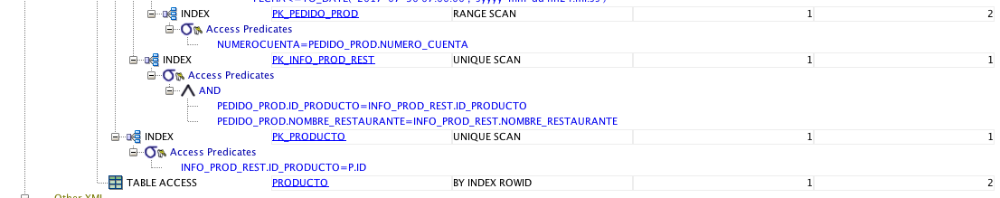 INDEX PK_PEDIDO_PROD RANGE SCAN 1 2
Access Predicates
NUMEROCUENTA=PEDIDO_PROD.NUMERO_CUENTA
INDEX PK_INFO_PROD_REST UNIQUE SCAN 1 1
Access Predicates
AND
PEDIDO_PROD.ID_PRODUCTO=INFO_PROD_REST.ID_PRODUCTO
PEDIDO_PROD.NOMBRE_RESTAURANTE=INFO_PROD_REST.NOMBRE_RESTAURANTE
INDEX PK_PRODUCTO UNIQUE SCAN 1 1
Access Predicates
INFO_PROD_REST.ID_PRODUCTO=P.ID
TABLE ACCESS PRODUCTO BY INDEX ROWID 1 2
Other XML